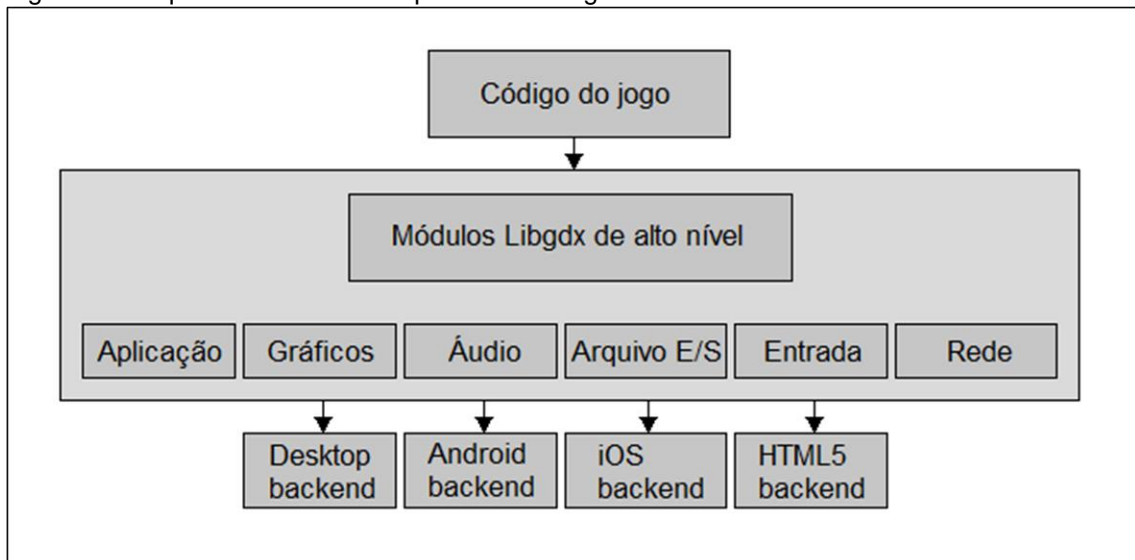 Código do jogo
Módulos Libgdx de alto nível
Aplicação
Gráficos
Áudio
Arquivo E/S
Entrada
Rede
Desktop
backend
Android
backend
iOS
backend
HTML5
backend